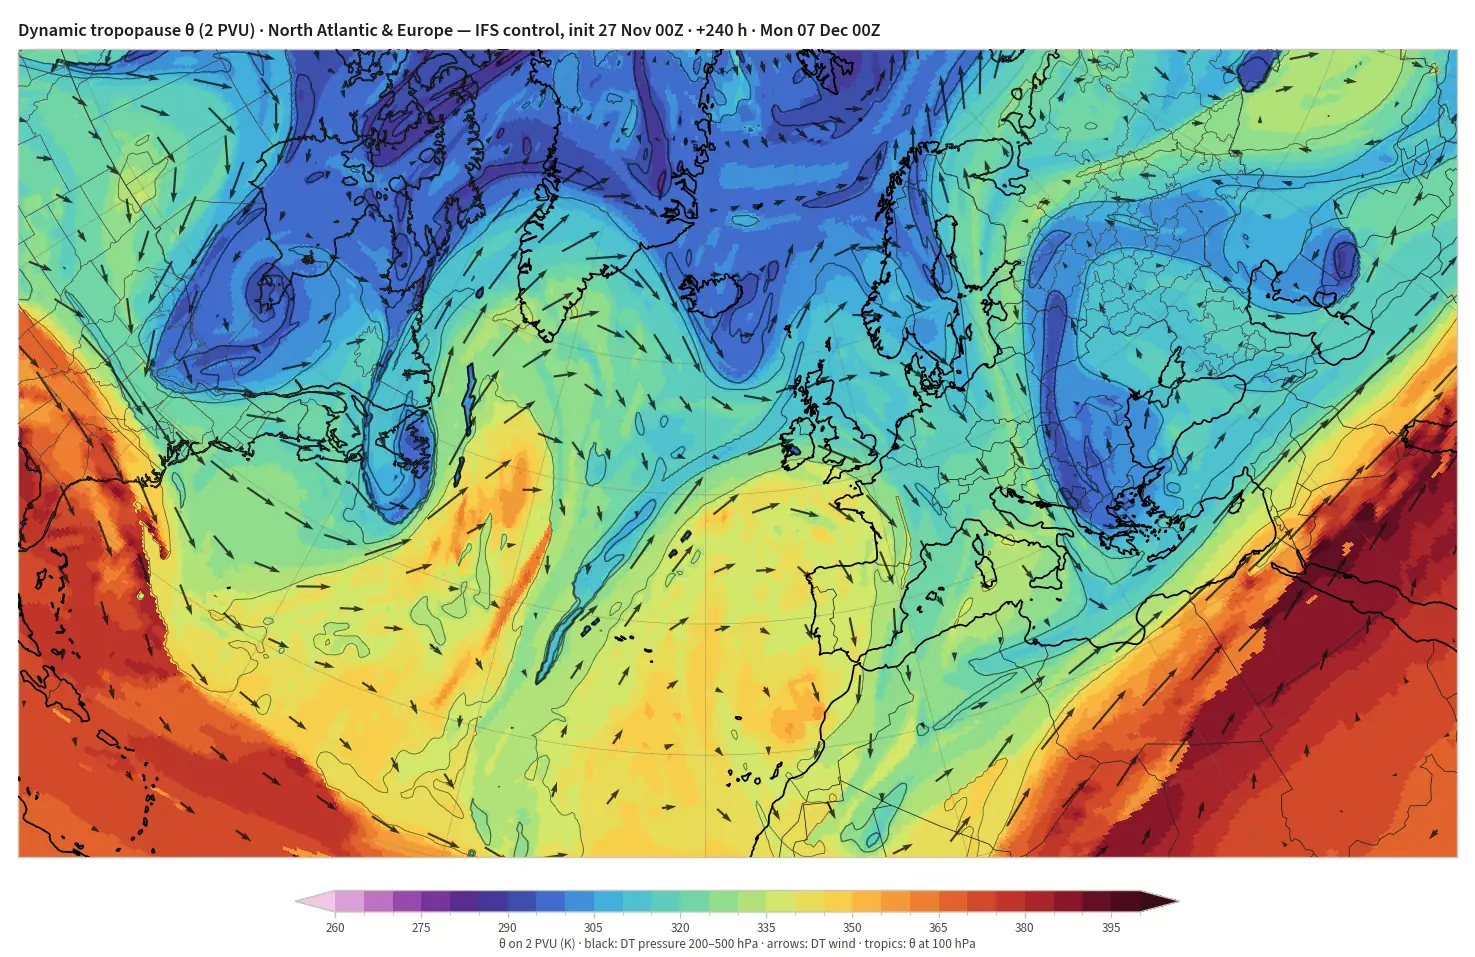 Dynamic tropopause θ (2 PVU) · North Atlantic & Europe — IFS control, init 27 Nov 00Z · +240 h · Mon 07 Dec 00Z
260 275 290 305 320 335 350 365 380 395
θ on 2 PVU (K) · black: DT pressure 200–500 hPa · arrows: DT wind · tropics: θ at 100 hPa